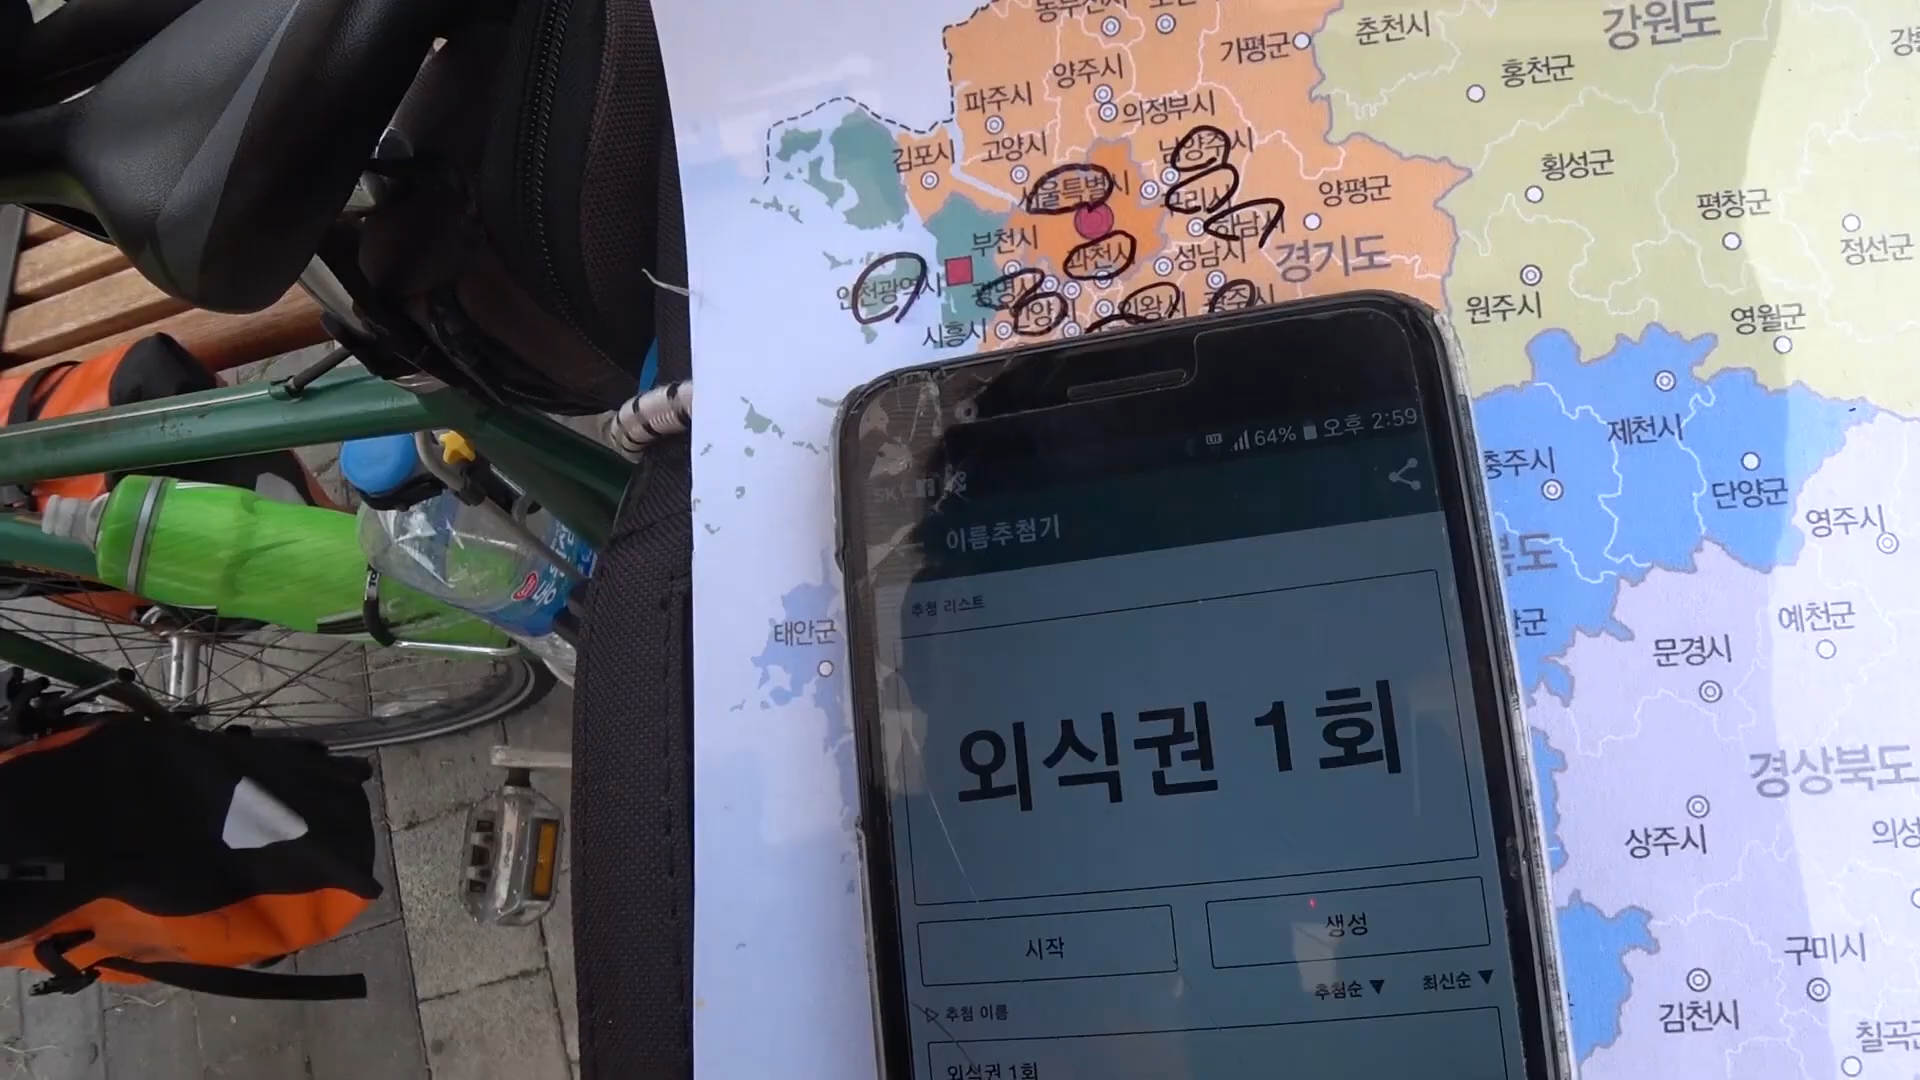 강원도
춘천시
가평군
홍천군
양주시
파주시
의정부시
남양주시
김포시
고양시
횡성군
서울특별시
양평군
평창군
부천시
과천시
성남시
경기도
정선군
인천광역시
원주시
영월군
시흥시
제천시
충주시
단양군
영주시
태안군
예천군
문경시
경상북도
상주시
구미시
김천시
64% 오후 2:59
이름추첨기
추첨 리스트
외식권 1회
시작
생성
추첨순 ▼ 최신순 ▼
▷ 추첨 이름
외식권 1회